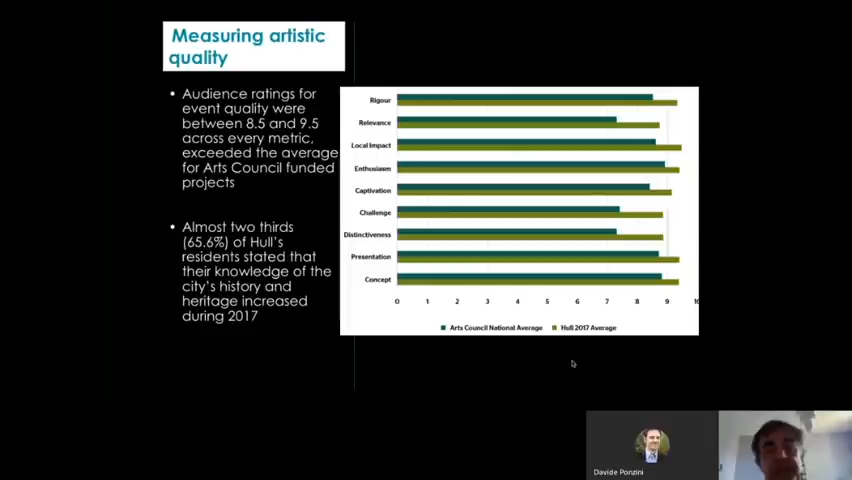 Measuring artistic
quality
• Audience ratings for
event quality were
between 8.5 and 9.5
across every metric,
exceeded the average
for Arts Council funded
projects
• Almost two thirds
(65.6%) of Hull's
residents stated that
their knowledge of the
city's history and
heritage increased
during 2017
Rigour
Relevance
Local Impact
Enthusiasm
Captivation
Challenge
Distinctiveness
Presentation
Concept
0 1 2 3 4 5 6 7 8 9
Arts Council National Average Hull 2017 Average
Davide Ponzini